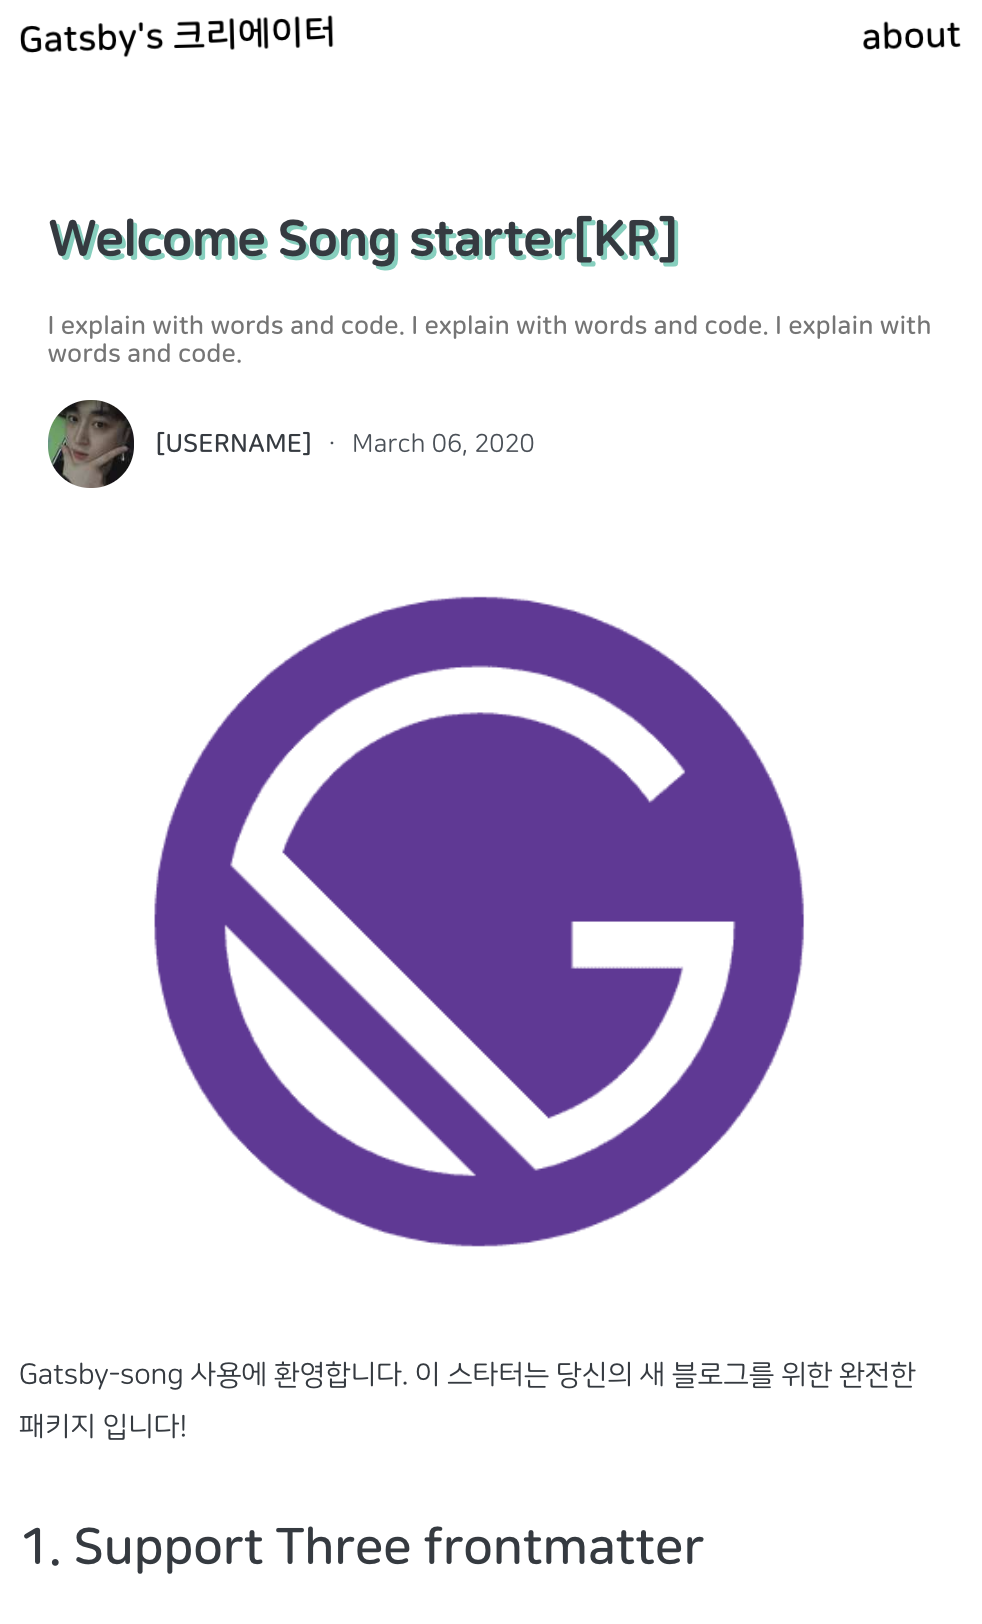 Gatsby's 크리에이터
about
Welcome Song starter[KR]
I explain with words and code. I explain with words and code. I explain with
words and code.
[USERNAME] · March 06, 2020
Gatsby-song 사용에 환영합니다. 이 스타터는 당신의 새 블로그를 위한 완전한
패키지 입니다!
1. Support Three frontmatter